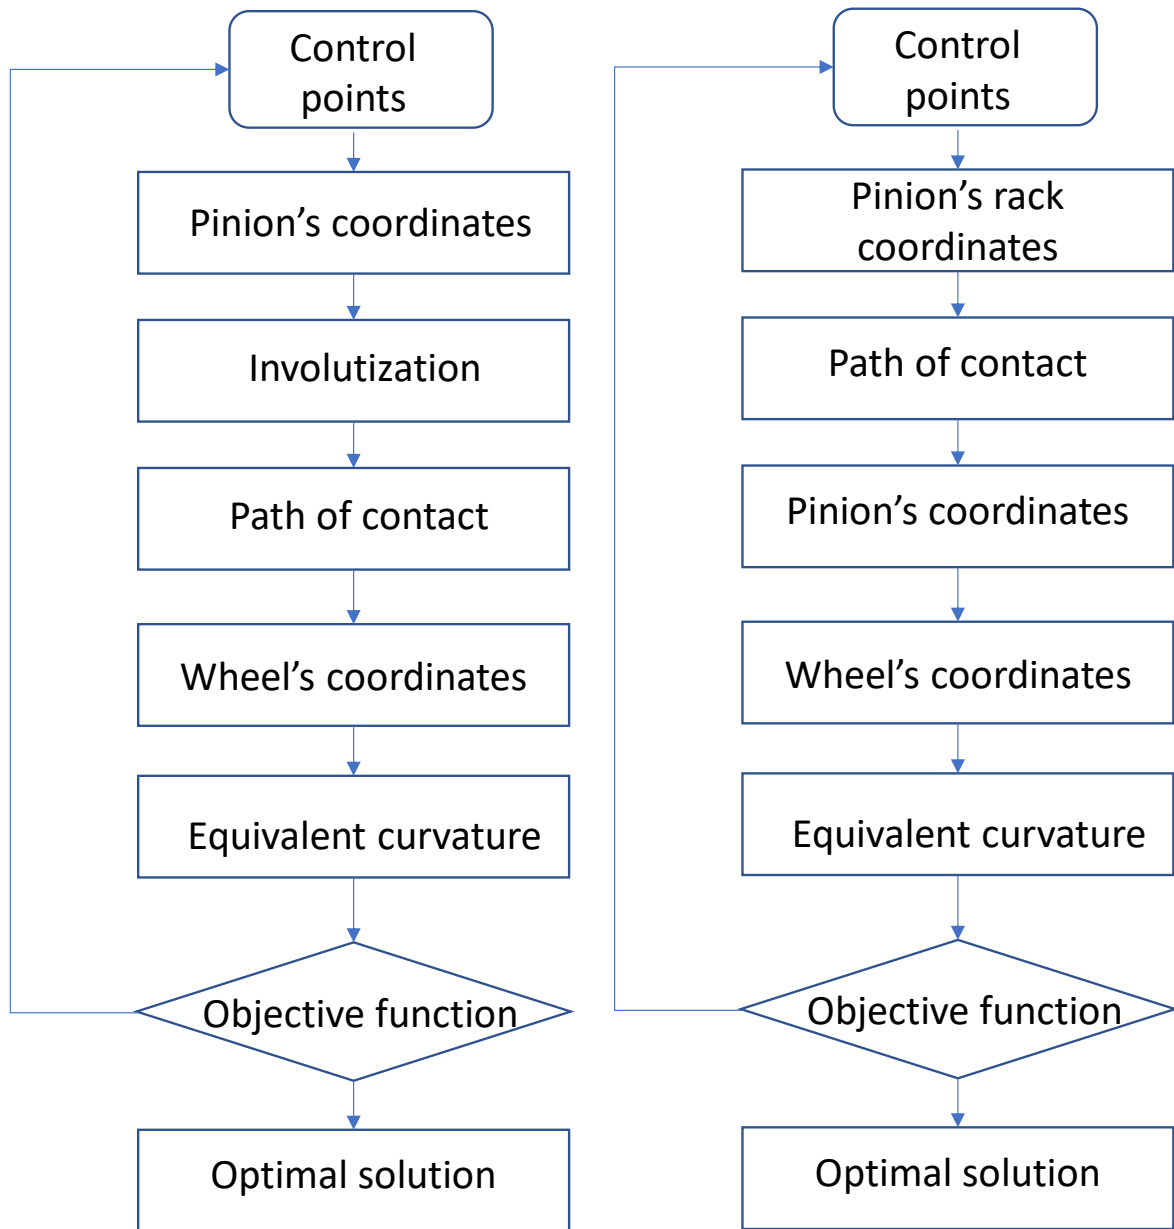 Control
points
Pinion’s coordinates
Involutization
Path of contact
Wheel’s coordinates
Equivalent curvature
Objective function
Optimal solution
Control
points
Pinion’s rack
coordinates
Path of contact
Pinion’s coordinates
Wheel’s coordinates
Equivalent curvature
Objective function
Optimal solution